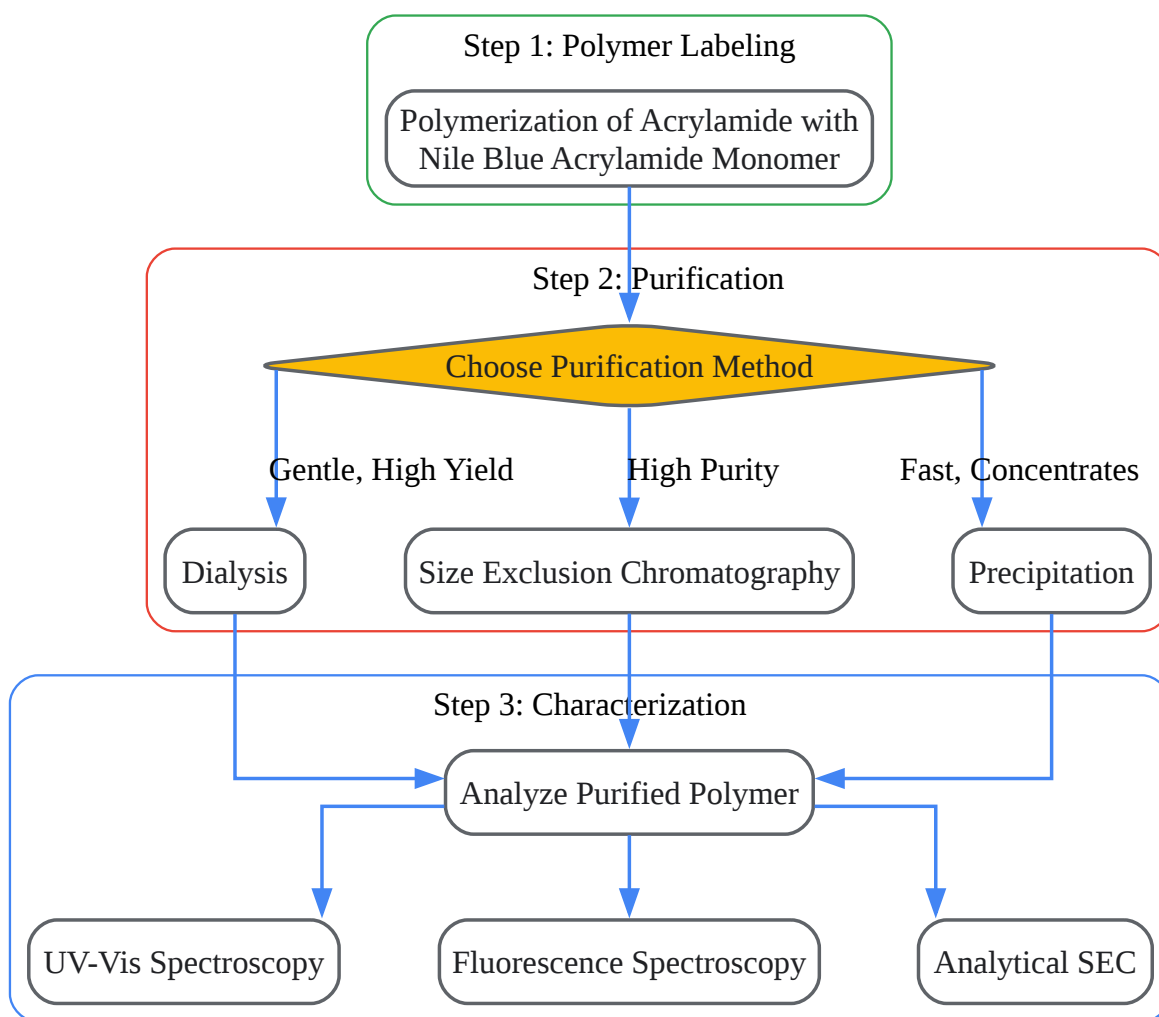 Step 1: Polymer Labeling
Polymerization of Acrylamide with
Nile Blue Acrylamide Monomer
Step 2: Purification
Choose Purification Method
Gentle, High Yield
High Purity
Fast, Concentrates
Dialysis
Size Exclusion Chromatography
Precipitation
Step 3: Characterization
Analyze Purified Polymer
UV-Vis Spectroscopy
Fluorescence Spectroscopy
Analytical SEC